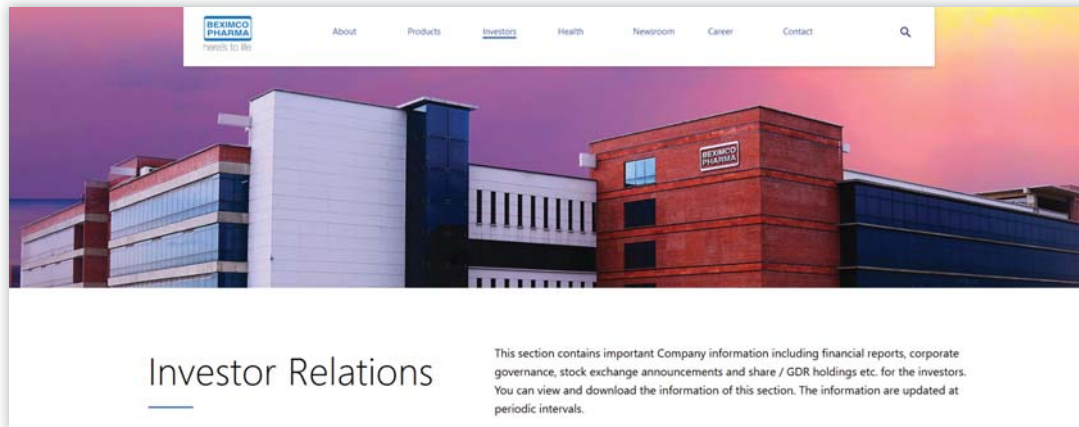 BEXIMCO
PHARMA
here's to life
About Products Investors Health Newsroom Career Contact
BEXIMCO
PHARMA
Investor Relations
This section contains important Company information including financial reports, corporate
governance, stock exchange announcements and share / GDR holdings etc. for the investors.
You can view and download the information of this section. The information are updated at
periodic intervals.